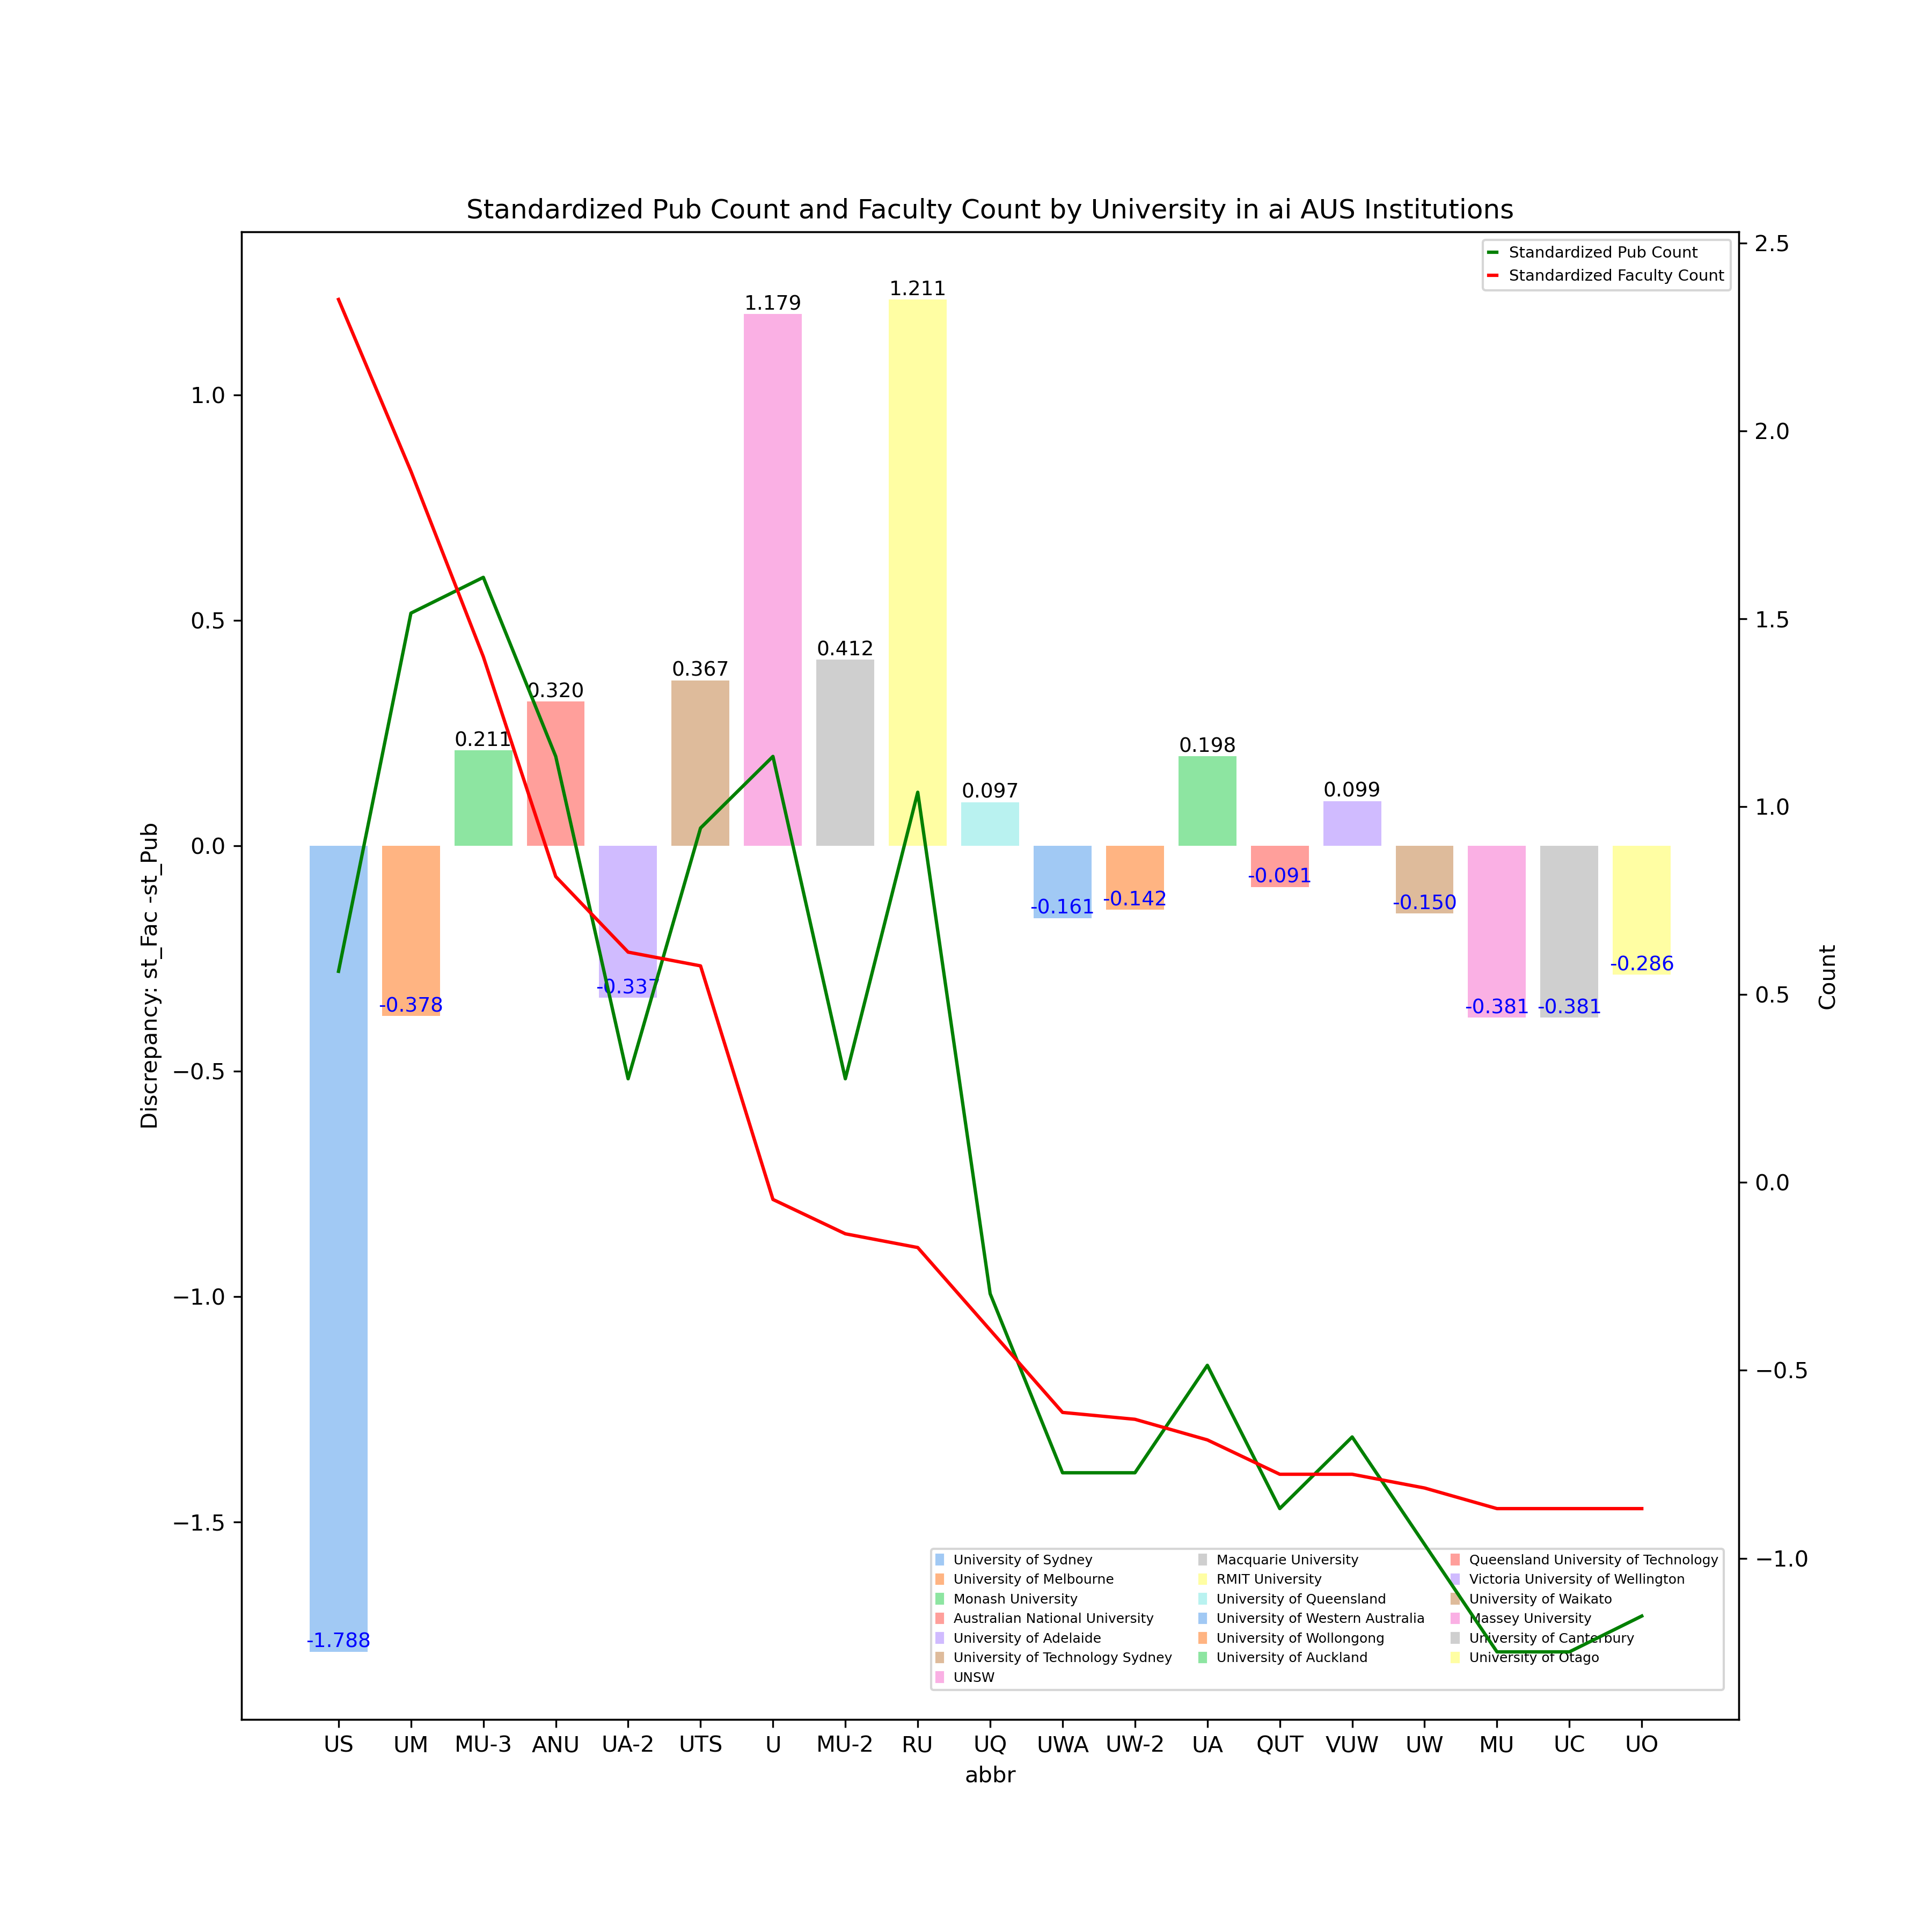 Standardized Pub Count and Faculty Count by University in ai AUS Institutions
Standardized Pub Count
Standardized Faculty Count
Discrepancy: st_Fac -st_Pub
1.0
0.5
0.0
−0.5
−1.0
−1.5
-1.788
-0.378
0.211
0.320
-0.337
0.367
1.179
0.412
1.211
0.097
-0.161
-0.142
0.198
-0.091
0.099
-0.150
-0.381
-0.381
-0.286
2.5
2.0
1.5
1.0
0.5
0.0
−0.5
−1.0
Count
University of Sydney
University of Melbourne
Monash University
Australian National University
University of Adelaide
University of Technology Sydney
UNSW
Macquarie University
RMIT University
University of Queensland
University of Western Australia
University of Wollongong
University of Auckland
Queensland University of Technology
Victoria University of Wellington
University of Waikato
Massey University
University of Canterbury
University of Otago
US UM MU-3 ANU UA-2 UTS U MU-2 RU UQ UWA UW-2 UA QUT VUW UW MU UC UO
abbr